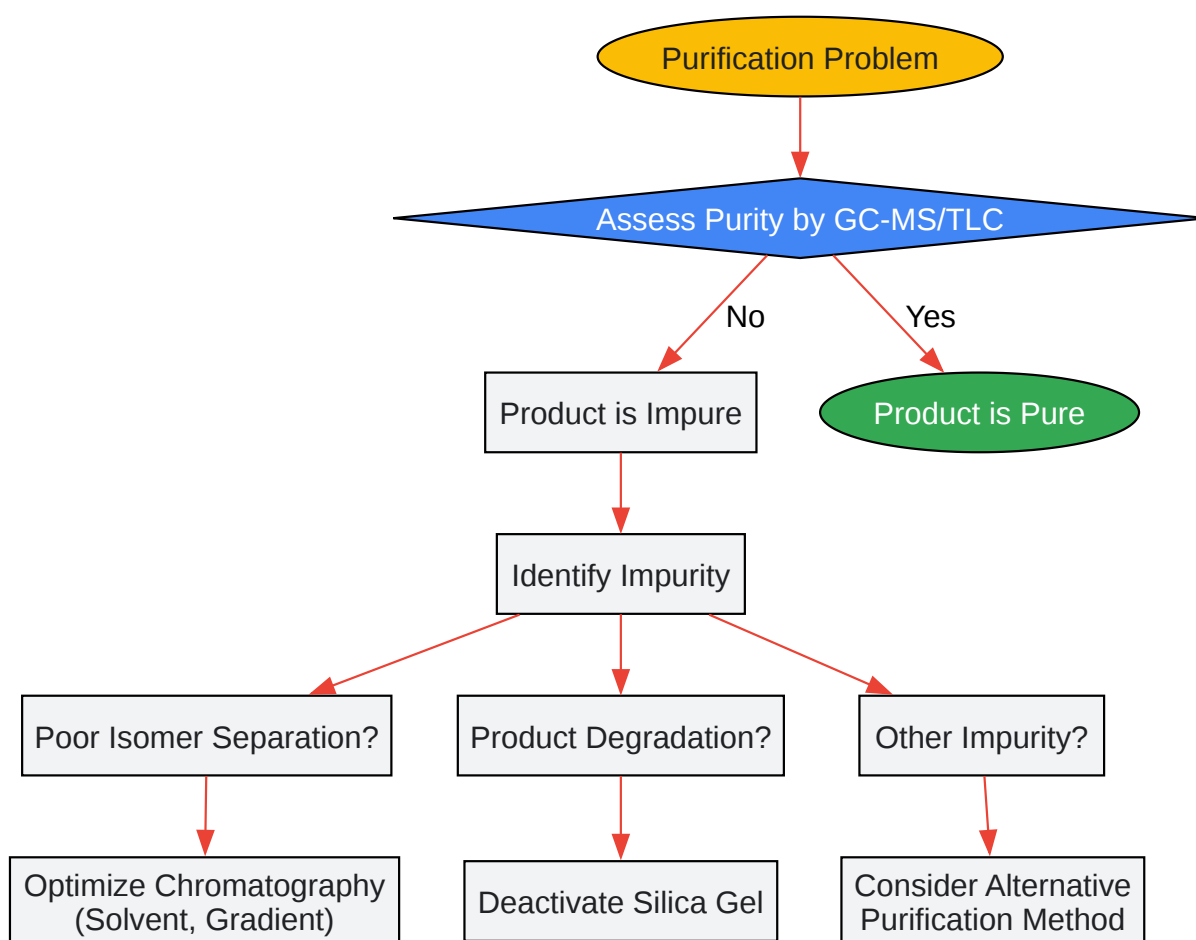 Purification Problem
Assess Purity by GC-MS/TLC
No
Yes
Product is Impure
Product is Pure
Identify Impurity
Poor Isomer Separation?
Product Degradation?
Other Impurity?
Optimize Chromatography
(Solvent, Gradient)
Deactivate Silica Gel
Consider Alternative
Purification Method